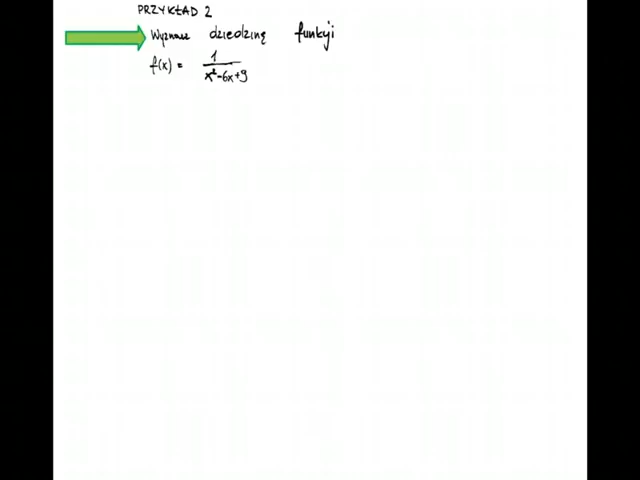 PRZYKŁAD 2
Wyznacz dziedzinę funkcji
f(x) = 1/(x²-6x+9)